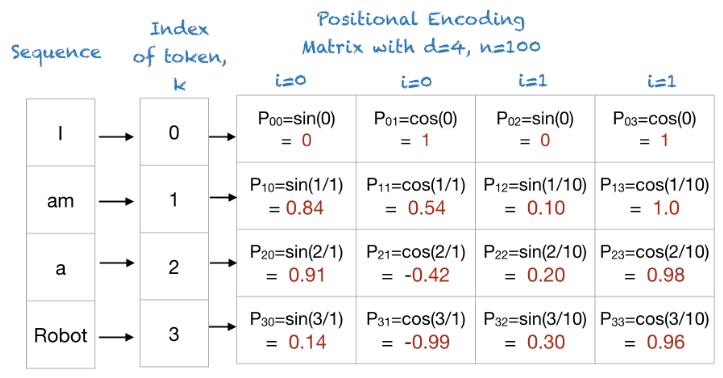 Positional Encoding
Matrix with d=4, n=100
Index
of token,
k
Sequence
i=0 i=0 i=1 i=1
I 0 P₀₀=sin(0) P₀₁=cos(0) P₀₂=sin(0) P₀₃=cos(0)
= 0 = 1 = 0 = 1
am 1 P₁₀=sin(1/1) P₁₁=cos(1/1) P₁₂=sin(1/10) P₁₃=cos(1/10)
= 0.84 = 0.54 = 0.10 = 1.0
a 2 P₂₀=sin(2/1) P₂₁=cos(2/1) P₂₂=sin(2/10) P₂₃=cos(2/10)
= 0.91 = -0.42 = 0.20 = 0.98
Robot 3 P₃₀=sin(3/1) P₃₁=cos(3/1) P₃₂=sin(3/10) P₃₃=cos(3/10)
= 0.14 = -0.99 = 0.30 = 0.96